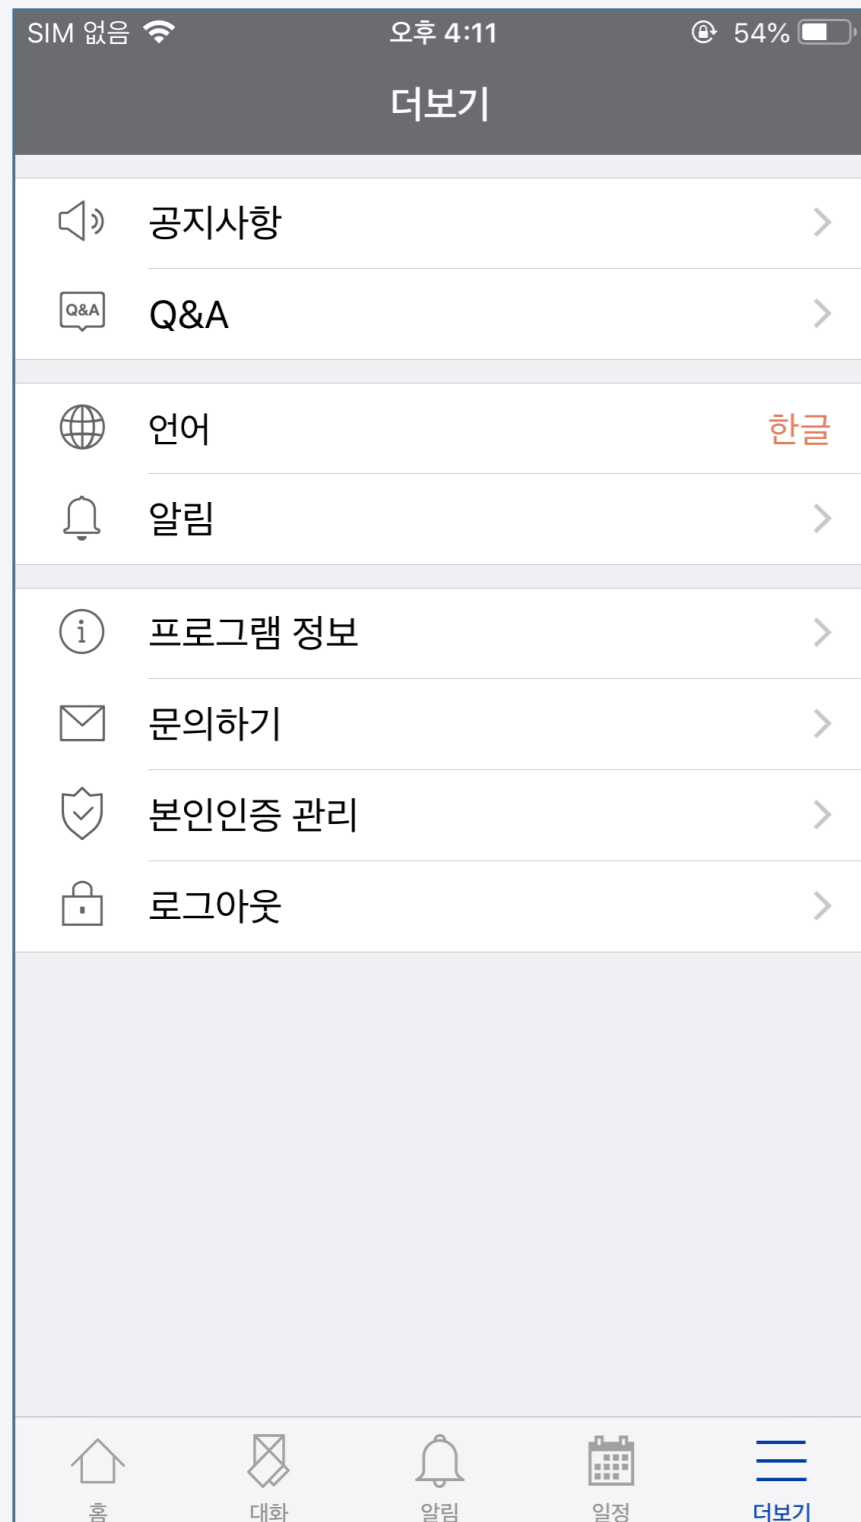 SIM 없음 오후 4:11 54%
더보기
공지사항
Q&A Q&A
언어 한글
알림
프로그램 정보
문의하기
본인인증 관리
로그아웃
홈 대화 알림 일정 더보기